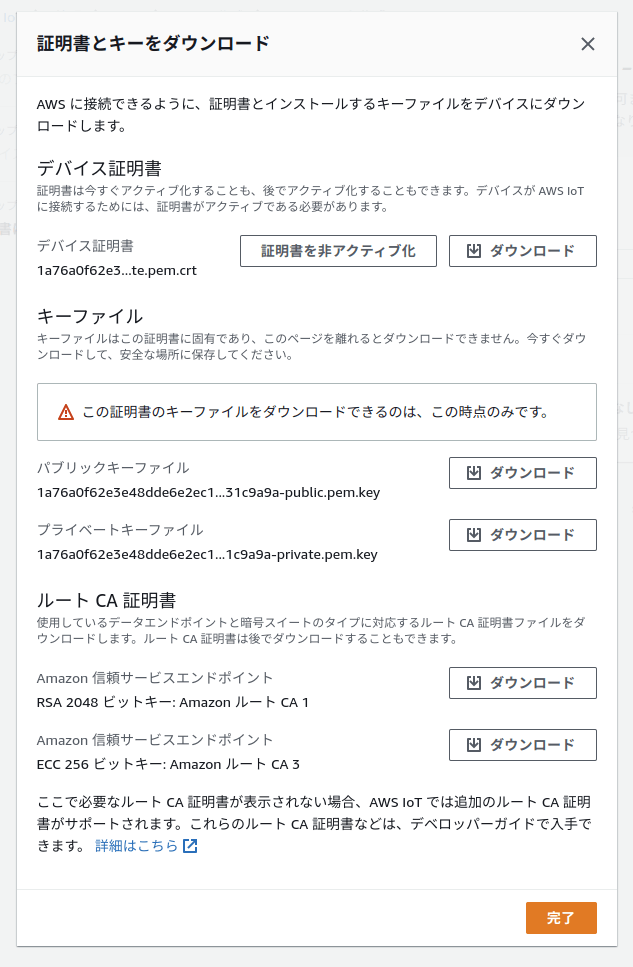 証明書とキーをダウンロード
AWS に接続できるように、証明書とインストールするキーファイルをデバイスにダウン
ロードします。
デバイス証明書
証明書は今すぐアクティブ化することも、後でアクティブ化することもできます。デバイスが AWS IoT
に接続するためには、証明書がアクティブである必要があります。
デバイス証明書
証明書を非アクティブ化
ダウンロード
1a76a0f62e3...te.pem.crt
キーファイル
キーファイルはこの証明書に固有であり、このページを離れるとダウンロードできません。今すぐダウ
ンロードして、安全な場所に保存してください。
この証明書のキーファイルをダウンロードできるのは、この時点のみです。
パブリックキーファイル
ダウンロード
1a76a0f62e3e48dde6e2ec1...31c9a9a-public.pem.key
プライベートキーファイル
ダウンロード
1a76a0f62e3e48dde6e2ec1...1c9a9a-private.pem.key
ルート CA 証明書
使用しているデータエンドポイントと暗号スイートのタイプに対応するルート CA 証明書ファイルをダ
ウンロードします。ルート CA 証明書は後でダウンロードすることもできます。
Amazon 信頼サービスエンドポイント
ダウンロード
RSA 2048 ビットキー: Amazon ルート CA 1
Amazon 信頼サービスエンドポイント
ダウンロード
ECC 256 ビットキー: Amazon ルート CA 3
ここで必要なルート CA 証明書が表示されない場合、AWS IoT では追加のルート CA 証明
書がサポートされます。これらのルート CA 証明書などは、デベロッパーガイドで入手で
きます。 詳細はこちら
完了